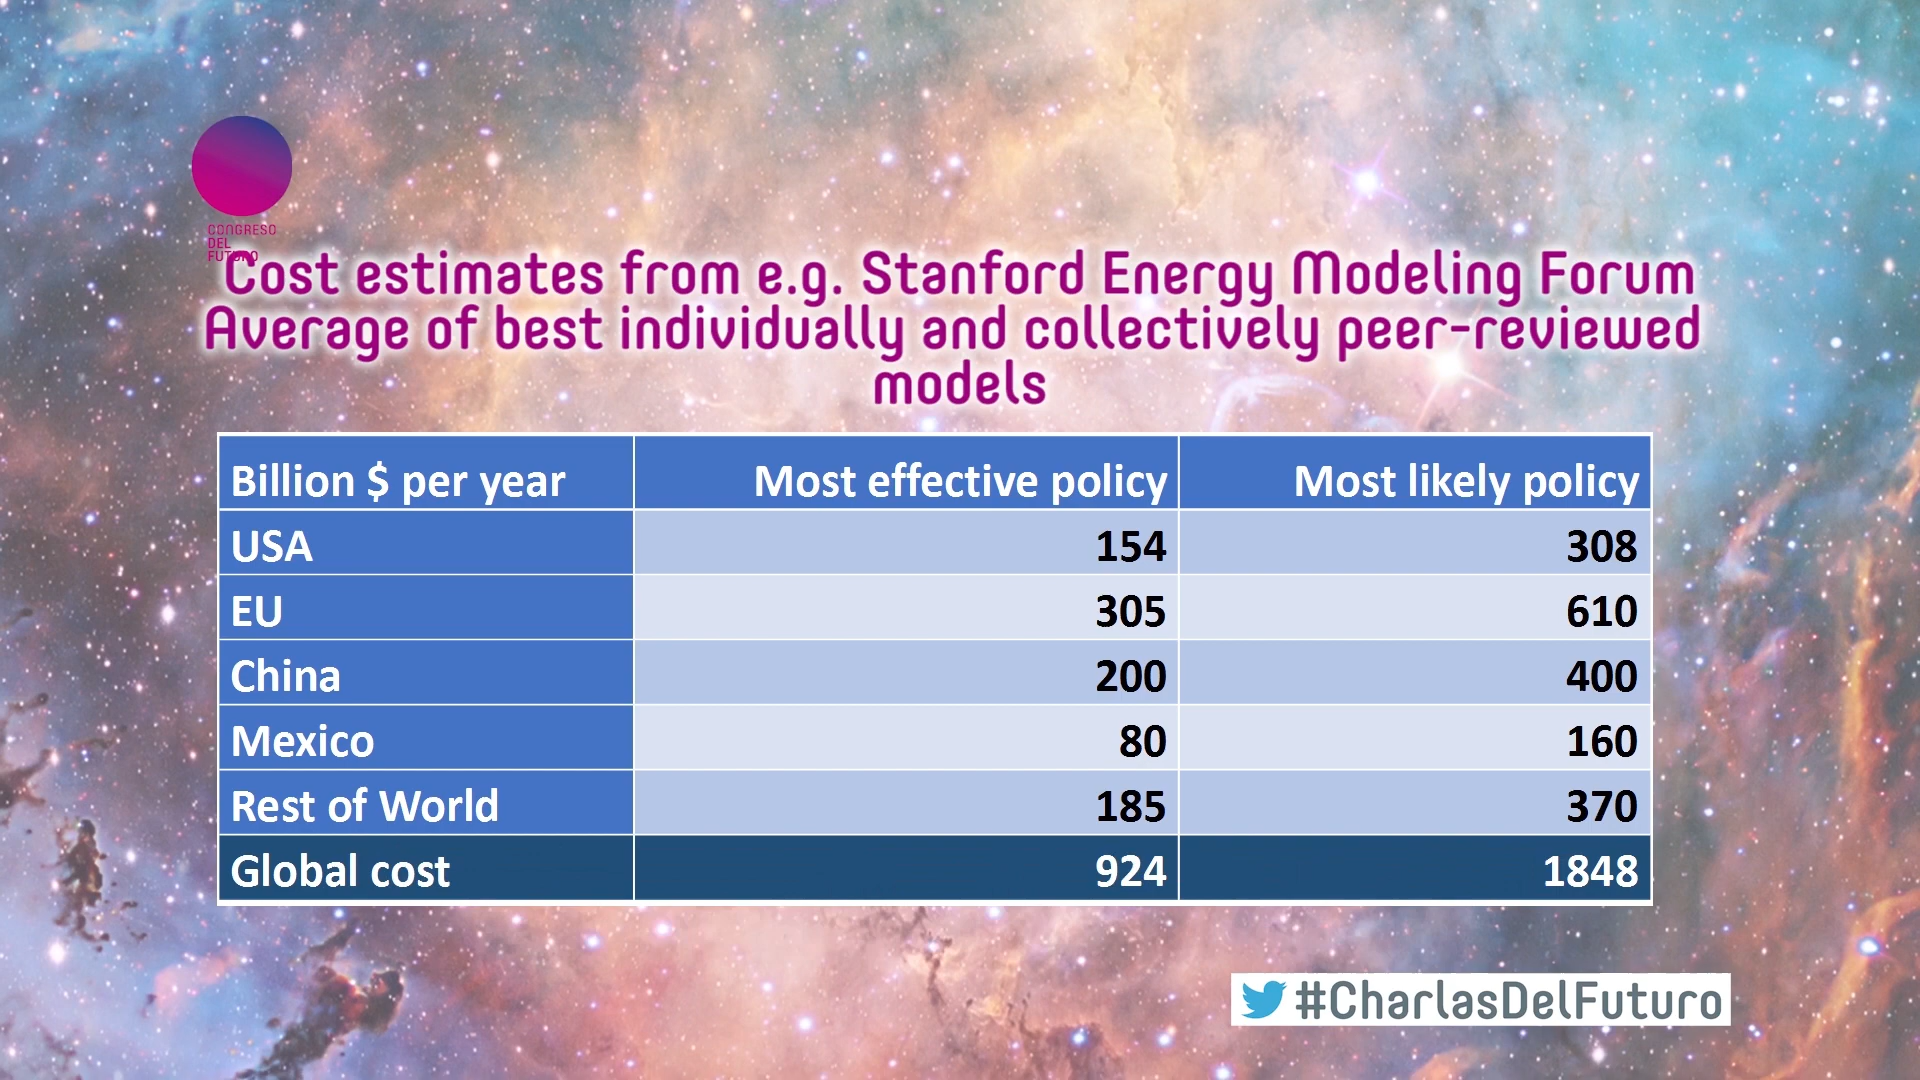 CONGRESO
DEL
FUTURO
Cost estimates from e.g. Stanford Energy Modeling Forum
Average of best individually and collectively peer-reviewed
models
Billion $ per year Most effective policy Most likely policy
USA 154 308
EU 305 610
China 200 400
Mexico 80 160
Rest of World 185 370
Global cost 924 1848
#CharlasDelFuturo